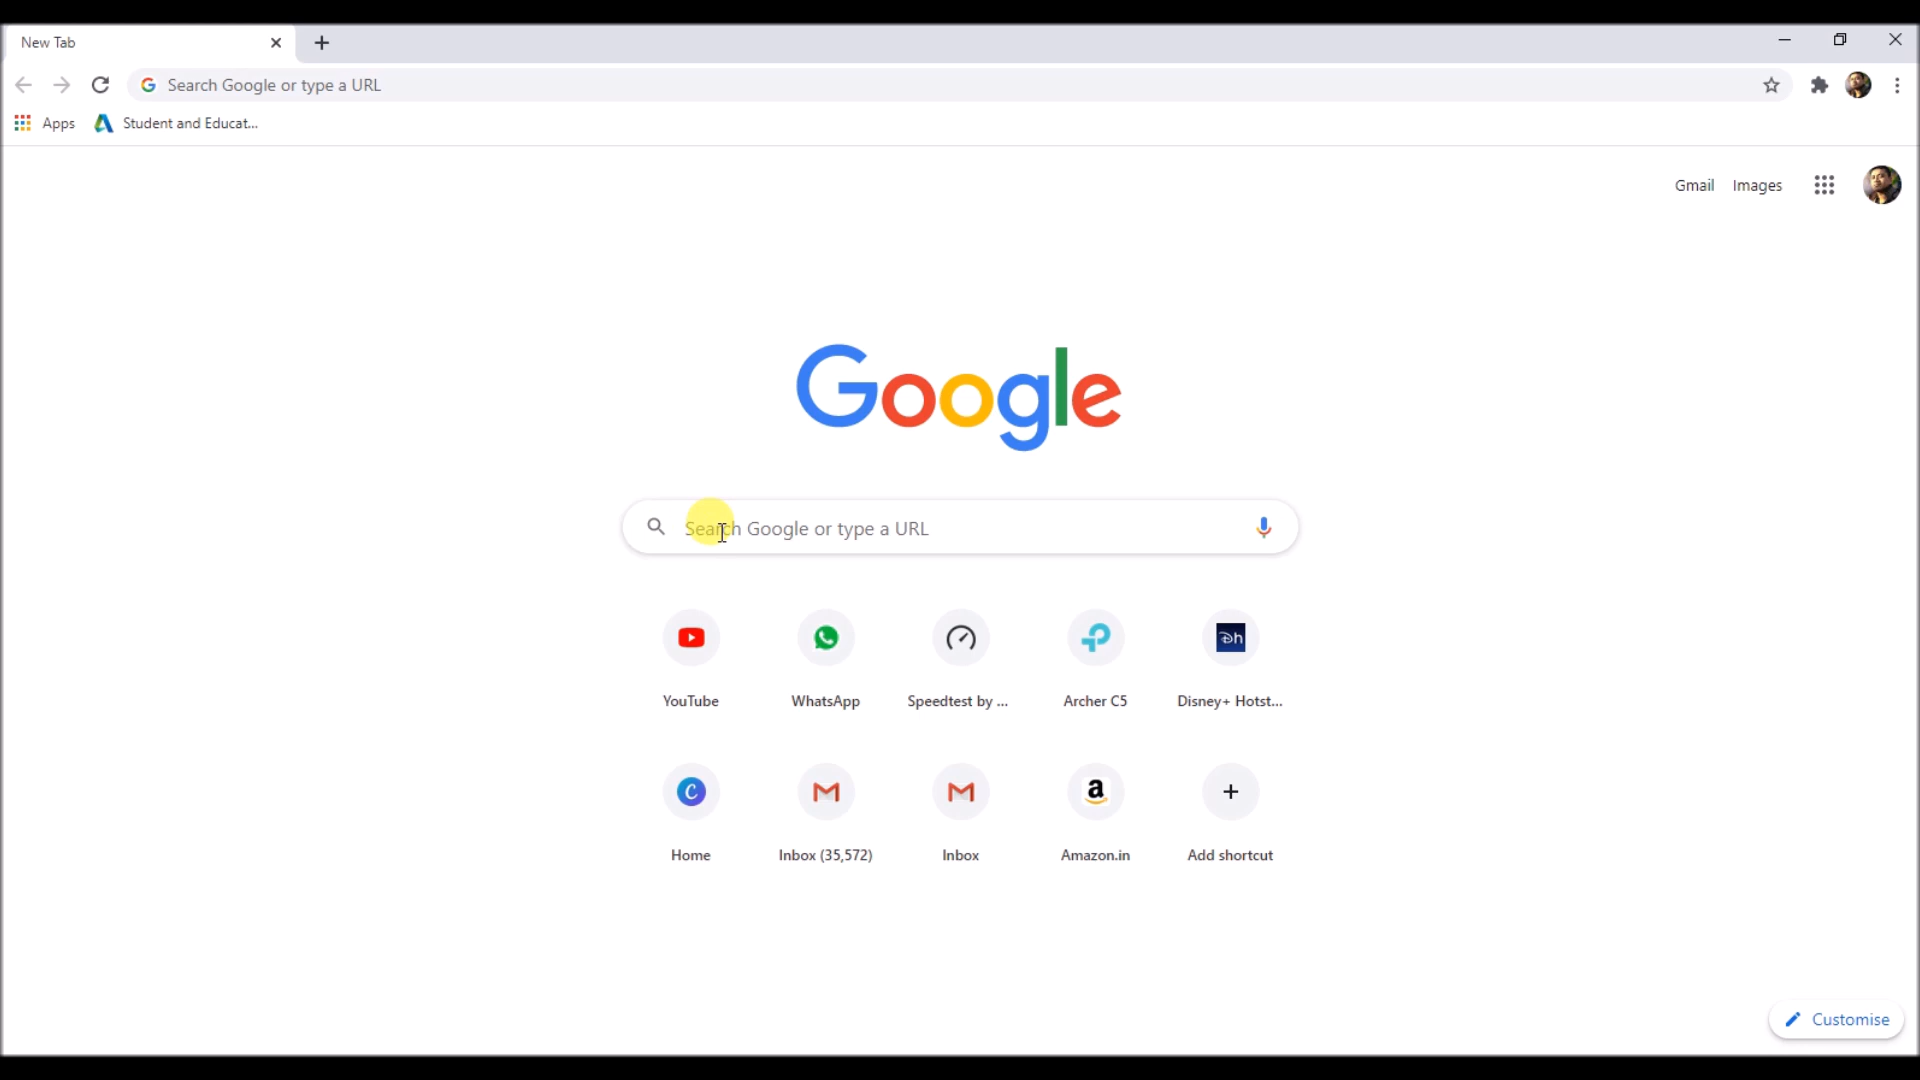 New Tab
Search Google or type a URL
Apps
Student and Educat...
Gmail Images
Google
Search Google or type a URL
YouTube WhatsApp Speedtest by ... Archer C5 Disney+ Hotst...
Home Inbox (35,572) Inbox Amazon.in Add shortcut
Customise